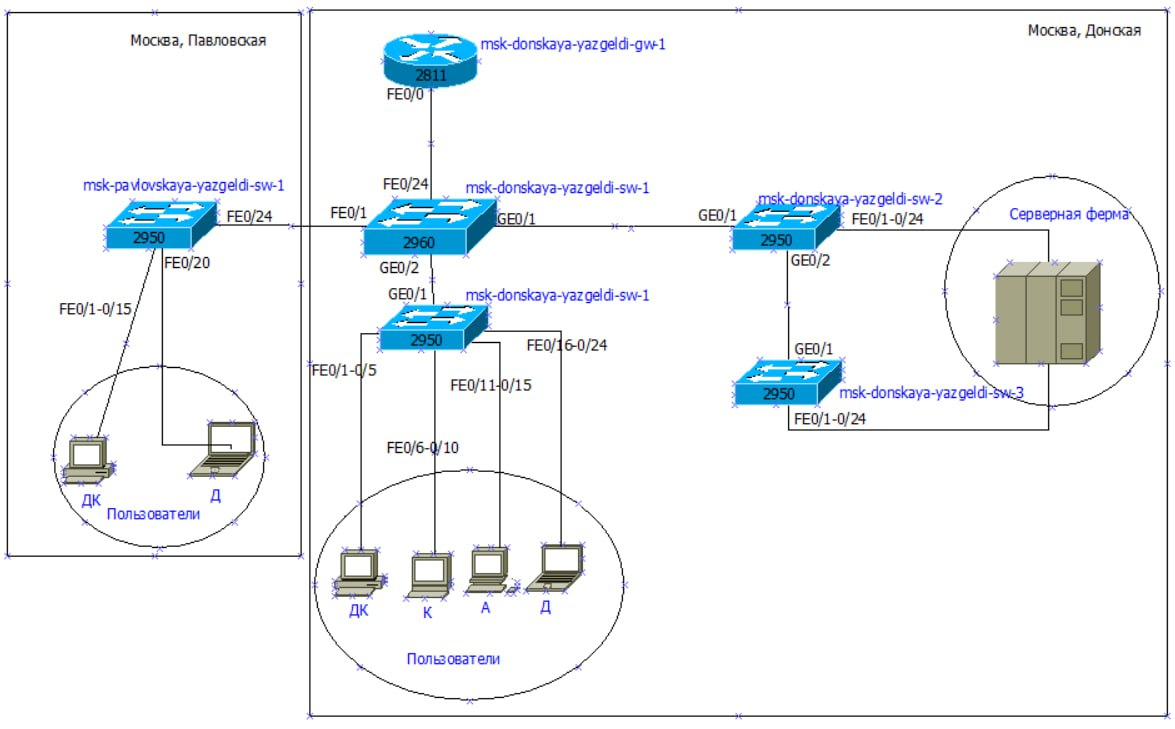 Москва, Павловская
msk-pavlovskaya-yazgeldi-sw-1
2950
FE0/24
FE0/20
FE0/1-0/15
ДК
Д
Пользователи
Москва, Донская
msk-donskaya-yazgeldi-gw-1
2811
FE0/0
FE0/24
msk-donskaya-yazgeldi-sw-1
FE0/1
2960
GE0/1
GE0/2
GE0/1
msk-donskaya-yazgeldi-sw-1
2950
FE0/1-0/5
FE0/6-0/10
FE0/11-0/15
FE0/16-0/24
ДК
К
А
Д
Пользователи
msk-donskaya-yazgeldi-sw-2
GE0/1
2950
FE0/1-0/24
GE0/2
Серверная ферма
GE0/1
2950
msk-donskaya-yazgeldi-sw-3
FE0/1-0/24